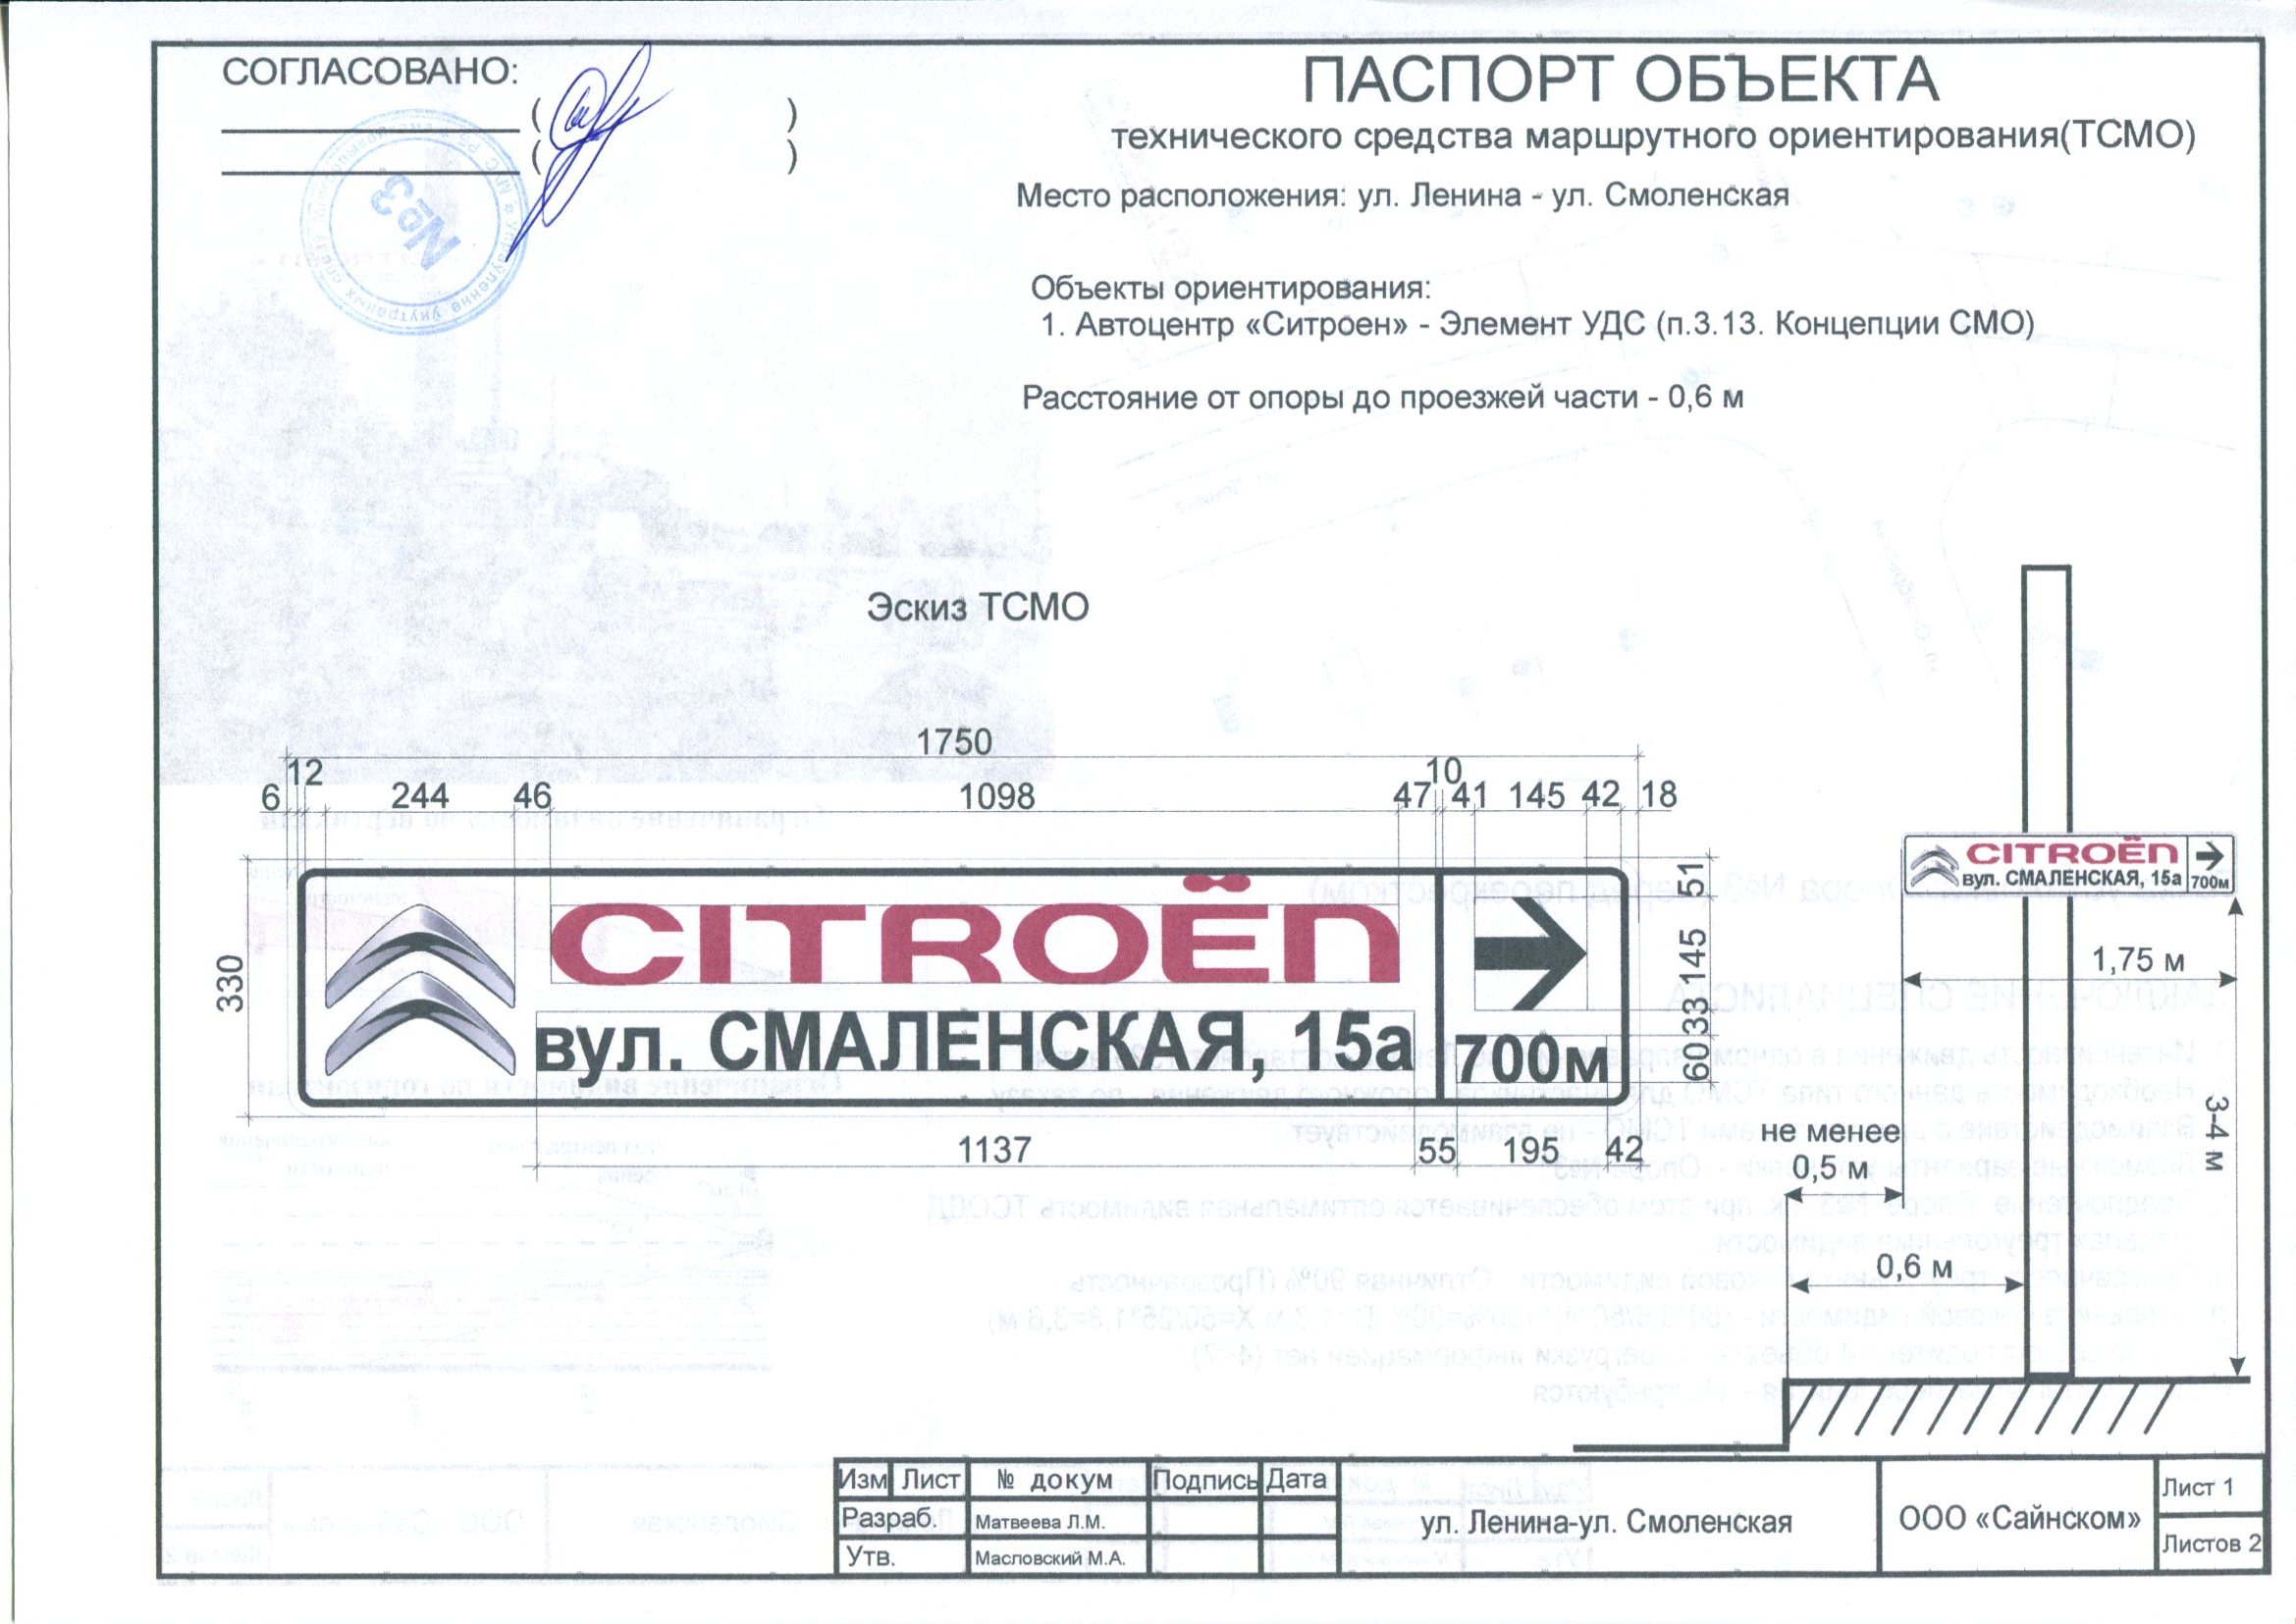 СОГЛАСОВАНО:
( )
( )
№3
ПАСПОРТ ОБЪЕКТА
технического средства маршрутного ориентирования(ТСМО)
Место расположения: ул. Ленина - ул. Смоленская
Объекты ориентирования:
1. Автоцентр «Ситроен» - Элемент УДС (п.3.13. Концепции СМО)
Расстояние от опоры до проезжей части - 0,6 м
Эскиз ТСМО
1750
12
10
6 244 46 1098 47 41 145 42 18
330
CITROËN
вул. СМАЛЕНСКАЯ, 15а
700м
51
145
33
60
1137 55 195 42
CITROËN
вул. СМАЛЕНСКАЯ, 15а
700м
1,75 м
3-4 м
не менее
0,5 м
0,6 м
Изм Лист № докум Подпись Дата
Разраб. Матвеева Л.М.
Утв. Масловский М.А.
ул. Ленина-ул. Смоленская
ООО «Сайнском»
Лист 1
Листов 2